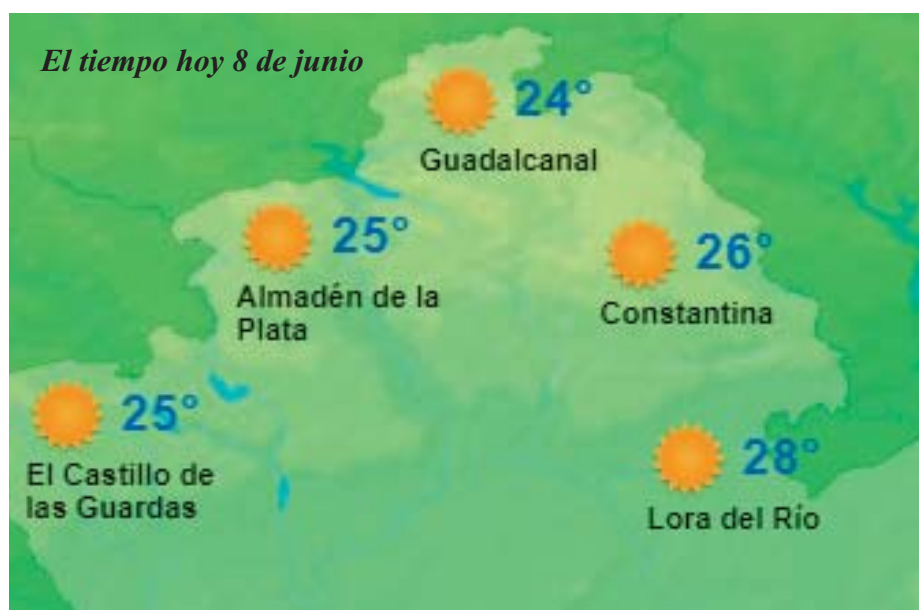 El tiempo hoy 8 de junio
24°
Guadalcanal
25°
Almadén de la
Plata
26°
Constantina
25°
El Castillo de
las Guardas
28°
Lora del Río